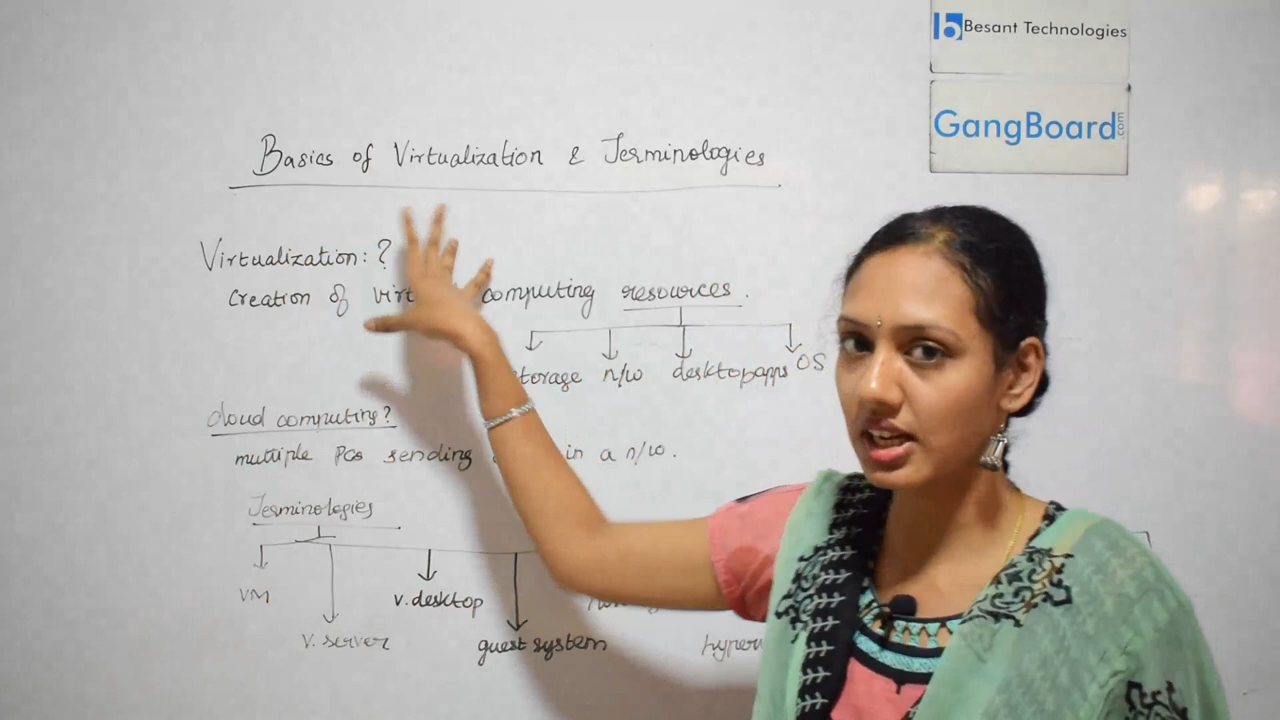 Besant Technologies
GangBoard.com
Basics of Virtualization & Terminologies
Virtualization: ?
Creation of computing resources.
storage n/w desktopapps OS
cloud computing?
multiple PCs sending in a n/w.
Terminologies
VM
v. desktop
v. server
guest system